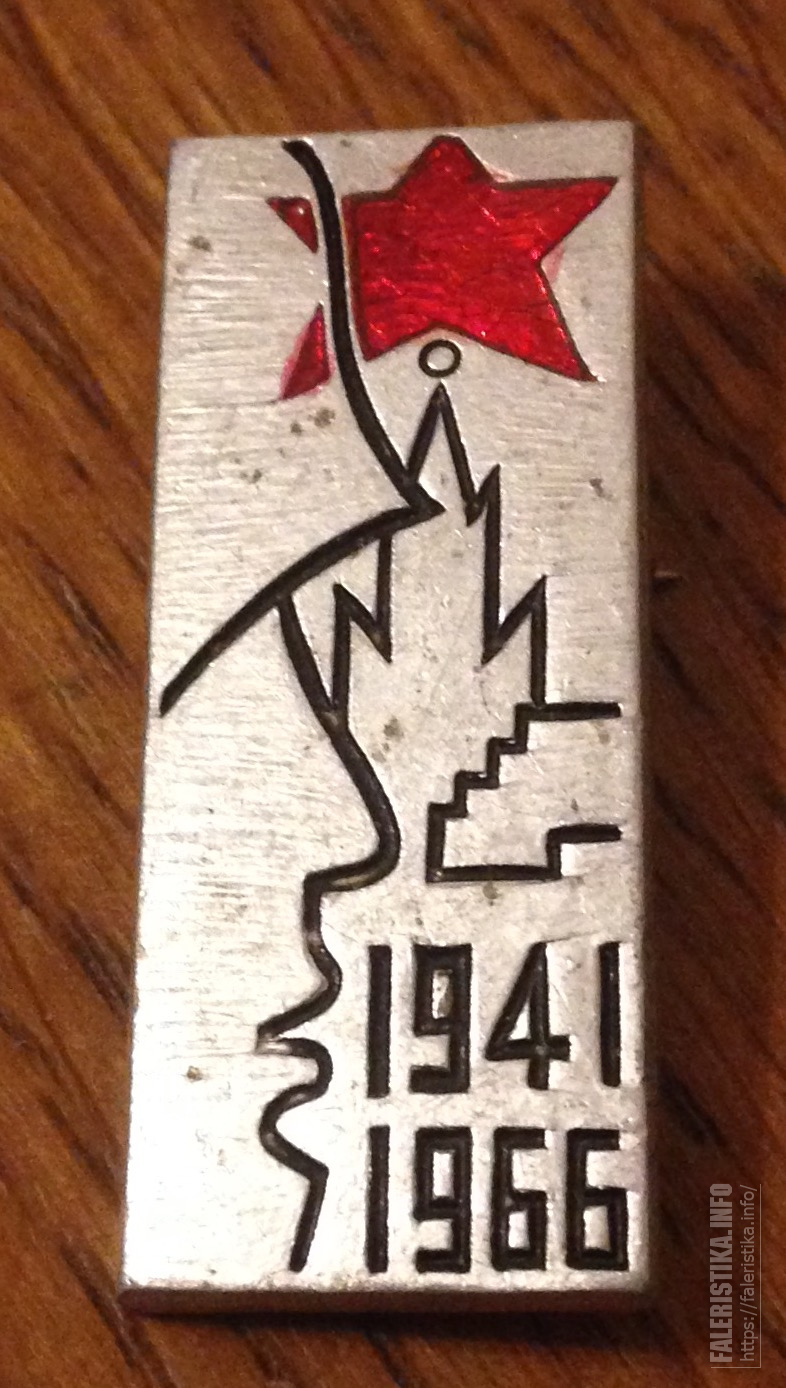 1941
1966
FALERISTIKA.INFO
https://faleristika.info/